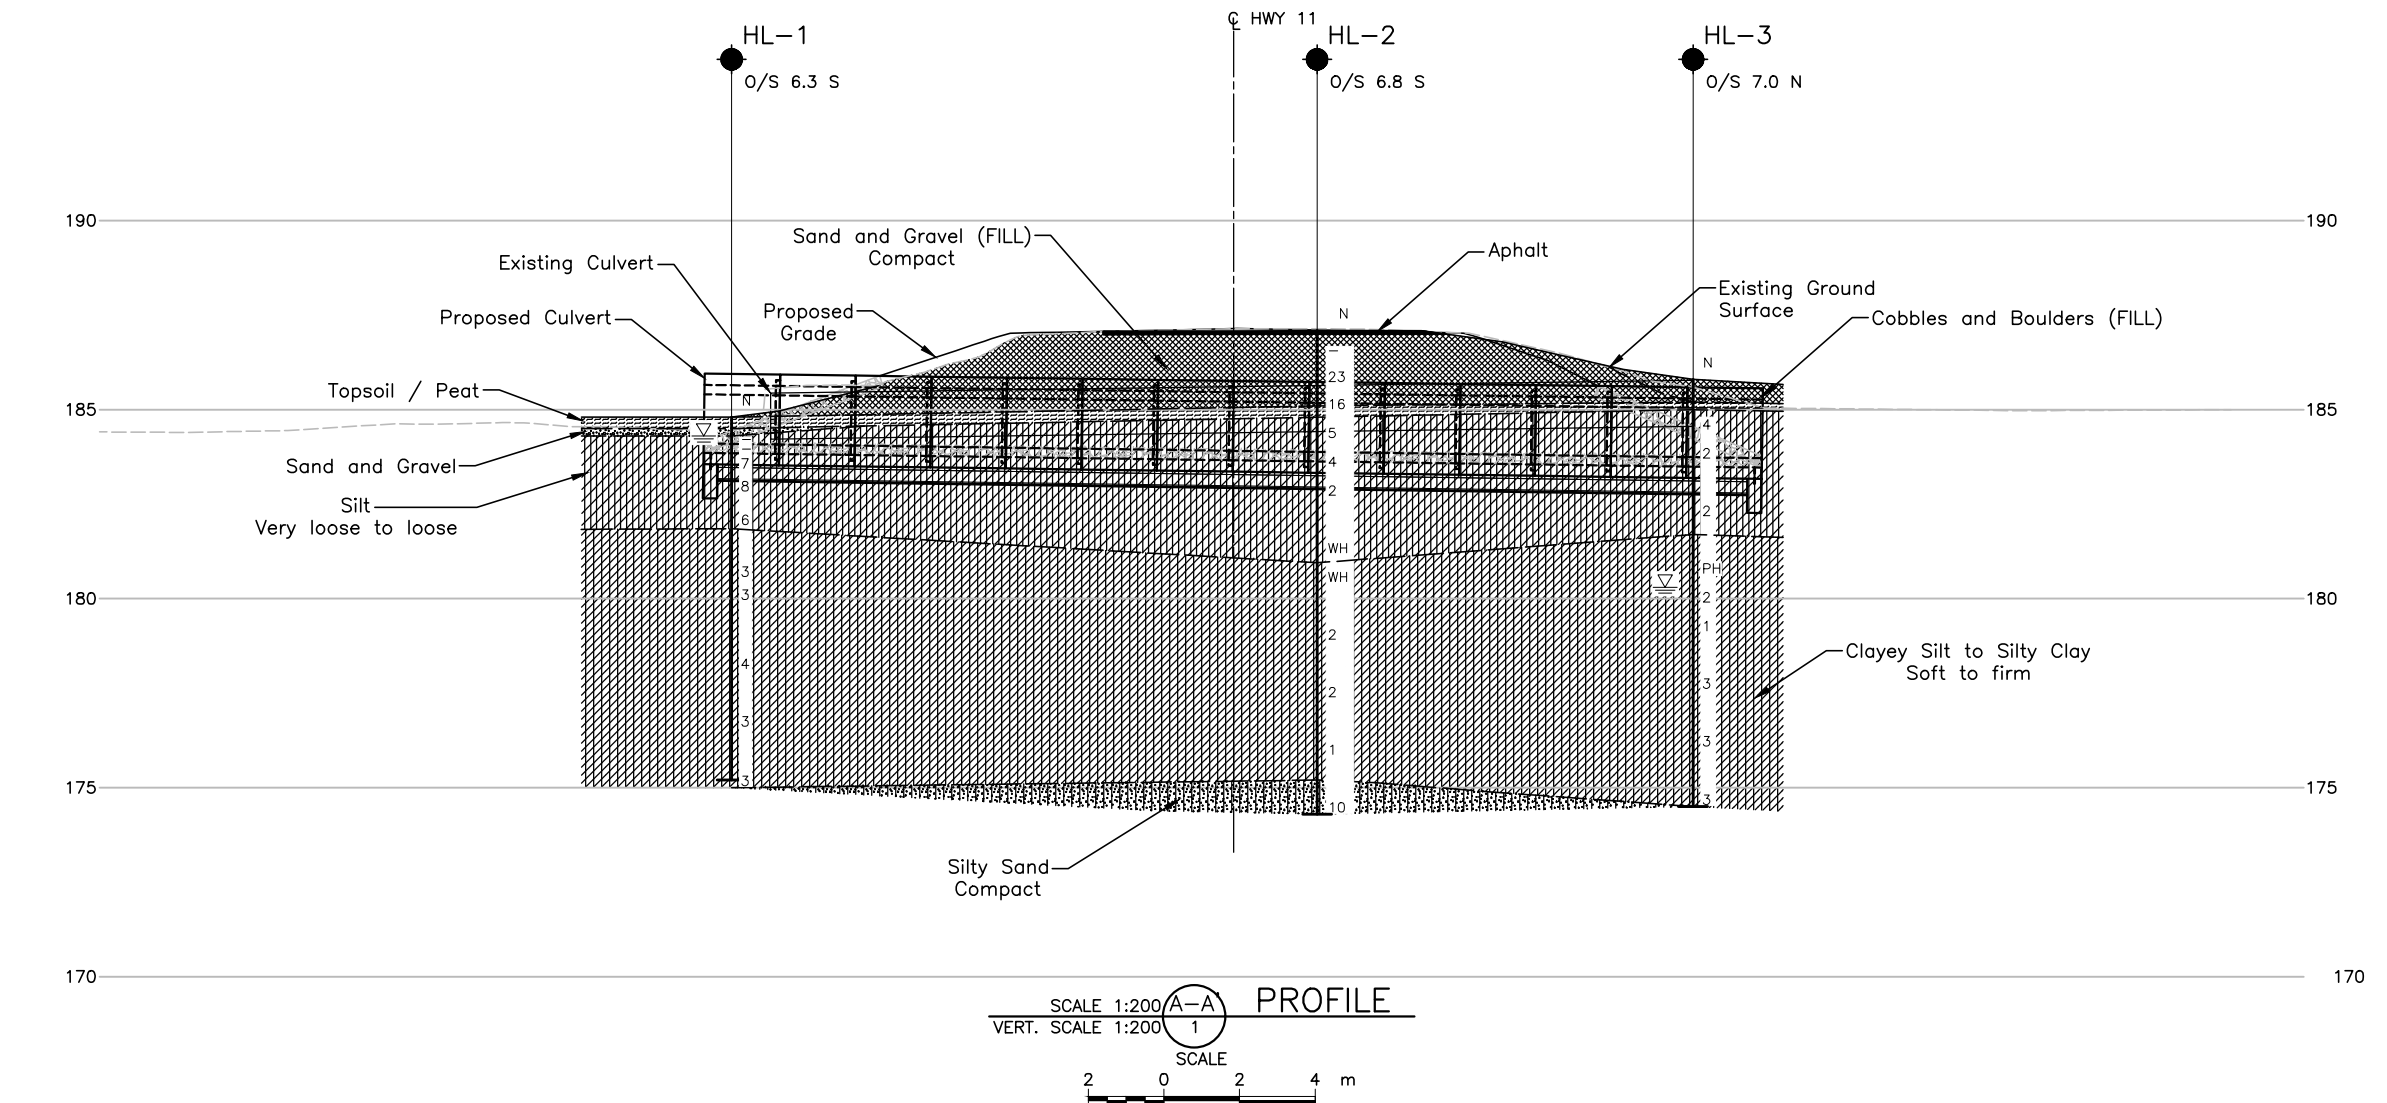 ℄ HWY 11
HL-1
HL-2
HL-3
O/S 6.3 S
O/S 6.8 S
O/S 7.0 N
190
190
Sand and Gravel (FILL)
Compact
Aphalt
Existing Culvert
Existing Ground
Surface
Proposed
Grade
N
Proposed Culvert
Cobbles and Boulders (FILL)
N
23
Topsoil / Peat
N
16
185
185
4
5
Sand and Gravel
7
4
2
8
2
Silt
Very loose to loose
6
2
WH
3
WH
PH
180
3
2
180
1
2
Clayey Silt to Silty Clay
Soft to firm
4
3
2
3
3
1
175
3
175
3
10
Silty Sand
Compact
170
170
SCALE 1:200
A-A'
PROFILE
VERT. SCALE 1:200
1
SCALE
2 0 2 4 m